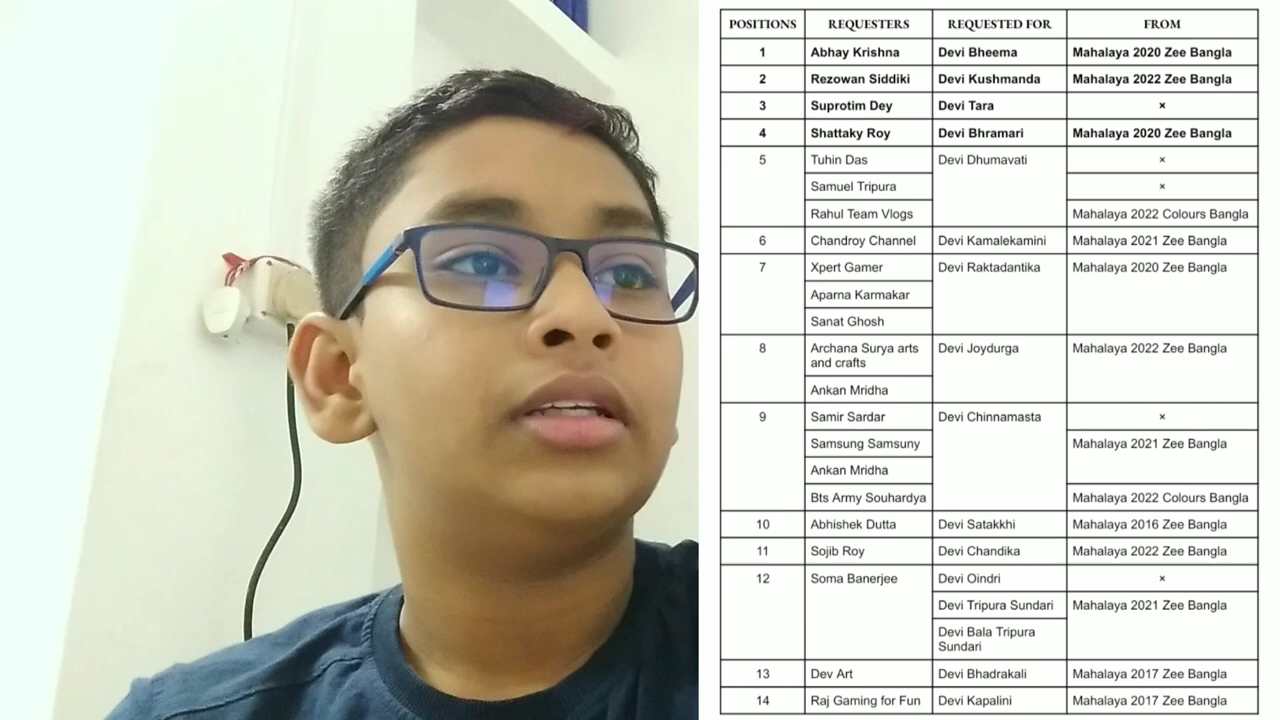 POSITIONS REQUESTERS REQUESTED FOR FROM
1 Abhay Krishna Devi Bheema Mahalaya 2020 Zee Bangla
2 Rezowan Siddiki Devi Kushmanda Mahalaya 2022 Zee Bangla
3 Suprotim Dey Devi Tara ×
4 Shattaky Roy Devi Bhramari Mahalaya 2020 Zee Bangla
5 Tuhin Das Devi Dhumavati ×
Samuel Tripura ×
Rahul Team Vlogs Mahalaya 2022 Colours Bangla
6 Chandroy Channel Devi Kamalekamini Mahalaya 2021 Zee Bangla
7 Xpert Gamer Devi Raktadantika Mahalaya 2020 Zee Bangla
Aparna Karmakar
Sanat Ghosh
8 Archana Surya arts Devi Joydurga Mahalaya 2022 Zee Bangla
and crafts
Ankan Mridha
9 Samir Sardar Devi Chinnamasta ×
Samsung Samsuny Mahalaya 2021 Zee Bangla
Ankan Mridha
Bts Army Souhardya Mahalaya 2022 Colours Bangla
10 Abhishek Dutta Devi Satakkhi Mahalaya 2016 Zee Bangla
11 Sojib Roy Devi Chandika Mahalaya 2022 Zee Bangla
12 Soma Banerjee Devi Oindri ×
Devi Tripura Sundari Mahalaya 2021 Zee Bangla
Devi Bala Tripura
Sundari
13 Dev Art Devi Bhadrakali Mahalaya 2017 Zee Bangla
14 Raj Gaming for Fun Devi Kapalini Mahalaya 2017 Zee Bangla